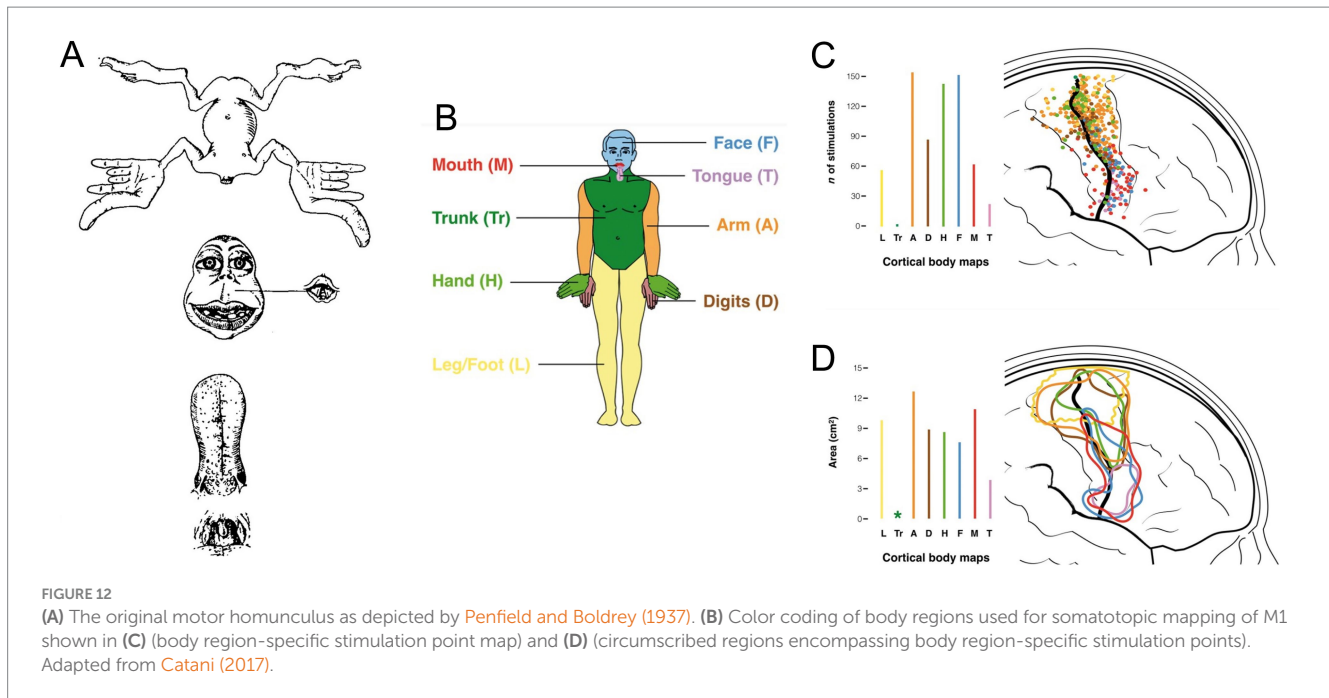 A
B
Face (F)
Mouth (M)
Tongue (T)
Trunk (Tr)
Arm (A)
Hand (H)
Digits (D)
Leg/Foot (L)
C
n of stimulations
150
120
90
60
30
0
L Tr A D H F M T
Cortical body maps
D
Area (cm²)
15
12
9
6
3
0
*
L Tr A D H F M T
Cortical body maps
FIGURE 12
(A) The original motor homunculus as depicted by Penfield and Boldrey (1937). (B) Color coding of body regions used for somatotopic mapping of M1
shown in (C) (body region-specific stimulation point map) and (D) (circumscribed regions encompassing body region-specific stimulation points).
Adapted from Catani (2017).